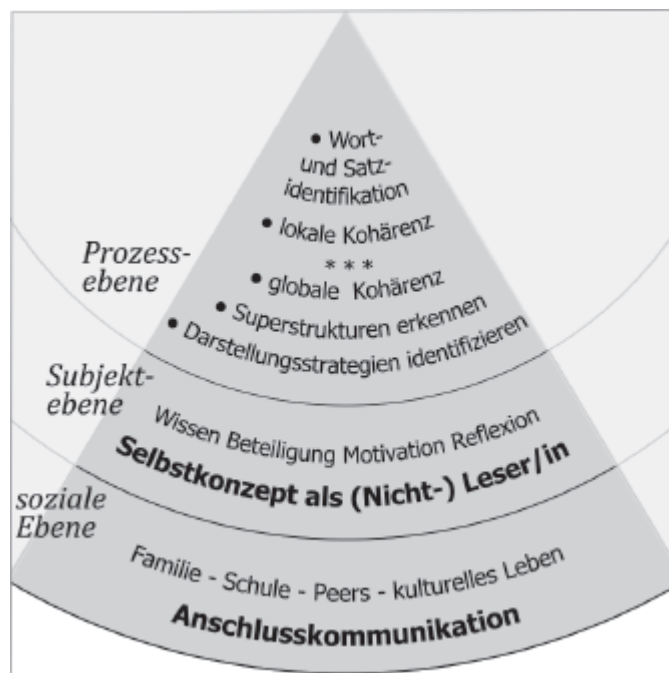 • Wort-
und Satz-
identifikation
• lokale Kohärenz
* * *
• globale Kohärenz
• Superstrukturen erkennen
• Darstellungsstrategien identifizieren
Prozess-
ebene
Subjekt-
ebene
Wissen Beteiligung Motivation Reflexion
Selbstkonzept als (Nicht-) Leser/in
soziale
Ebene
Familie - Schule - Peers - kulturelles Leben
Anschlusskommunikation